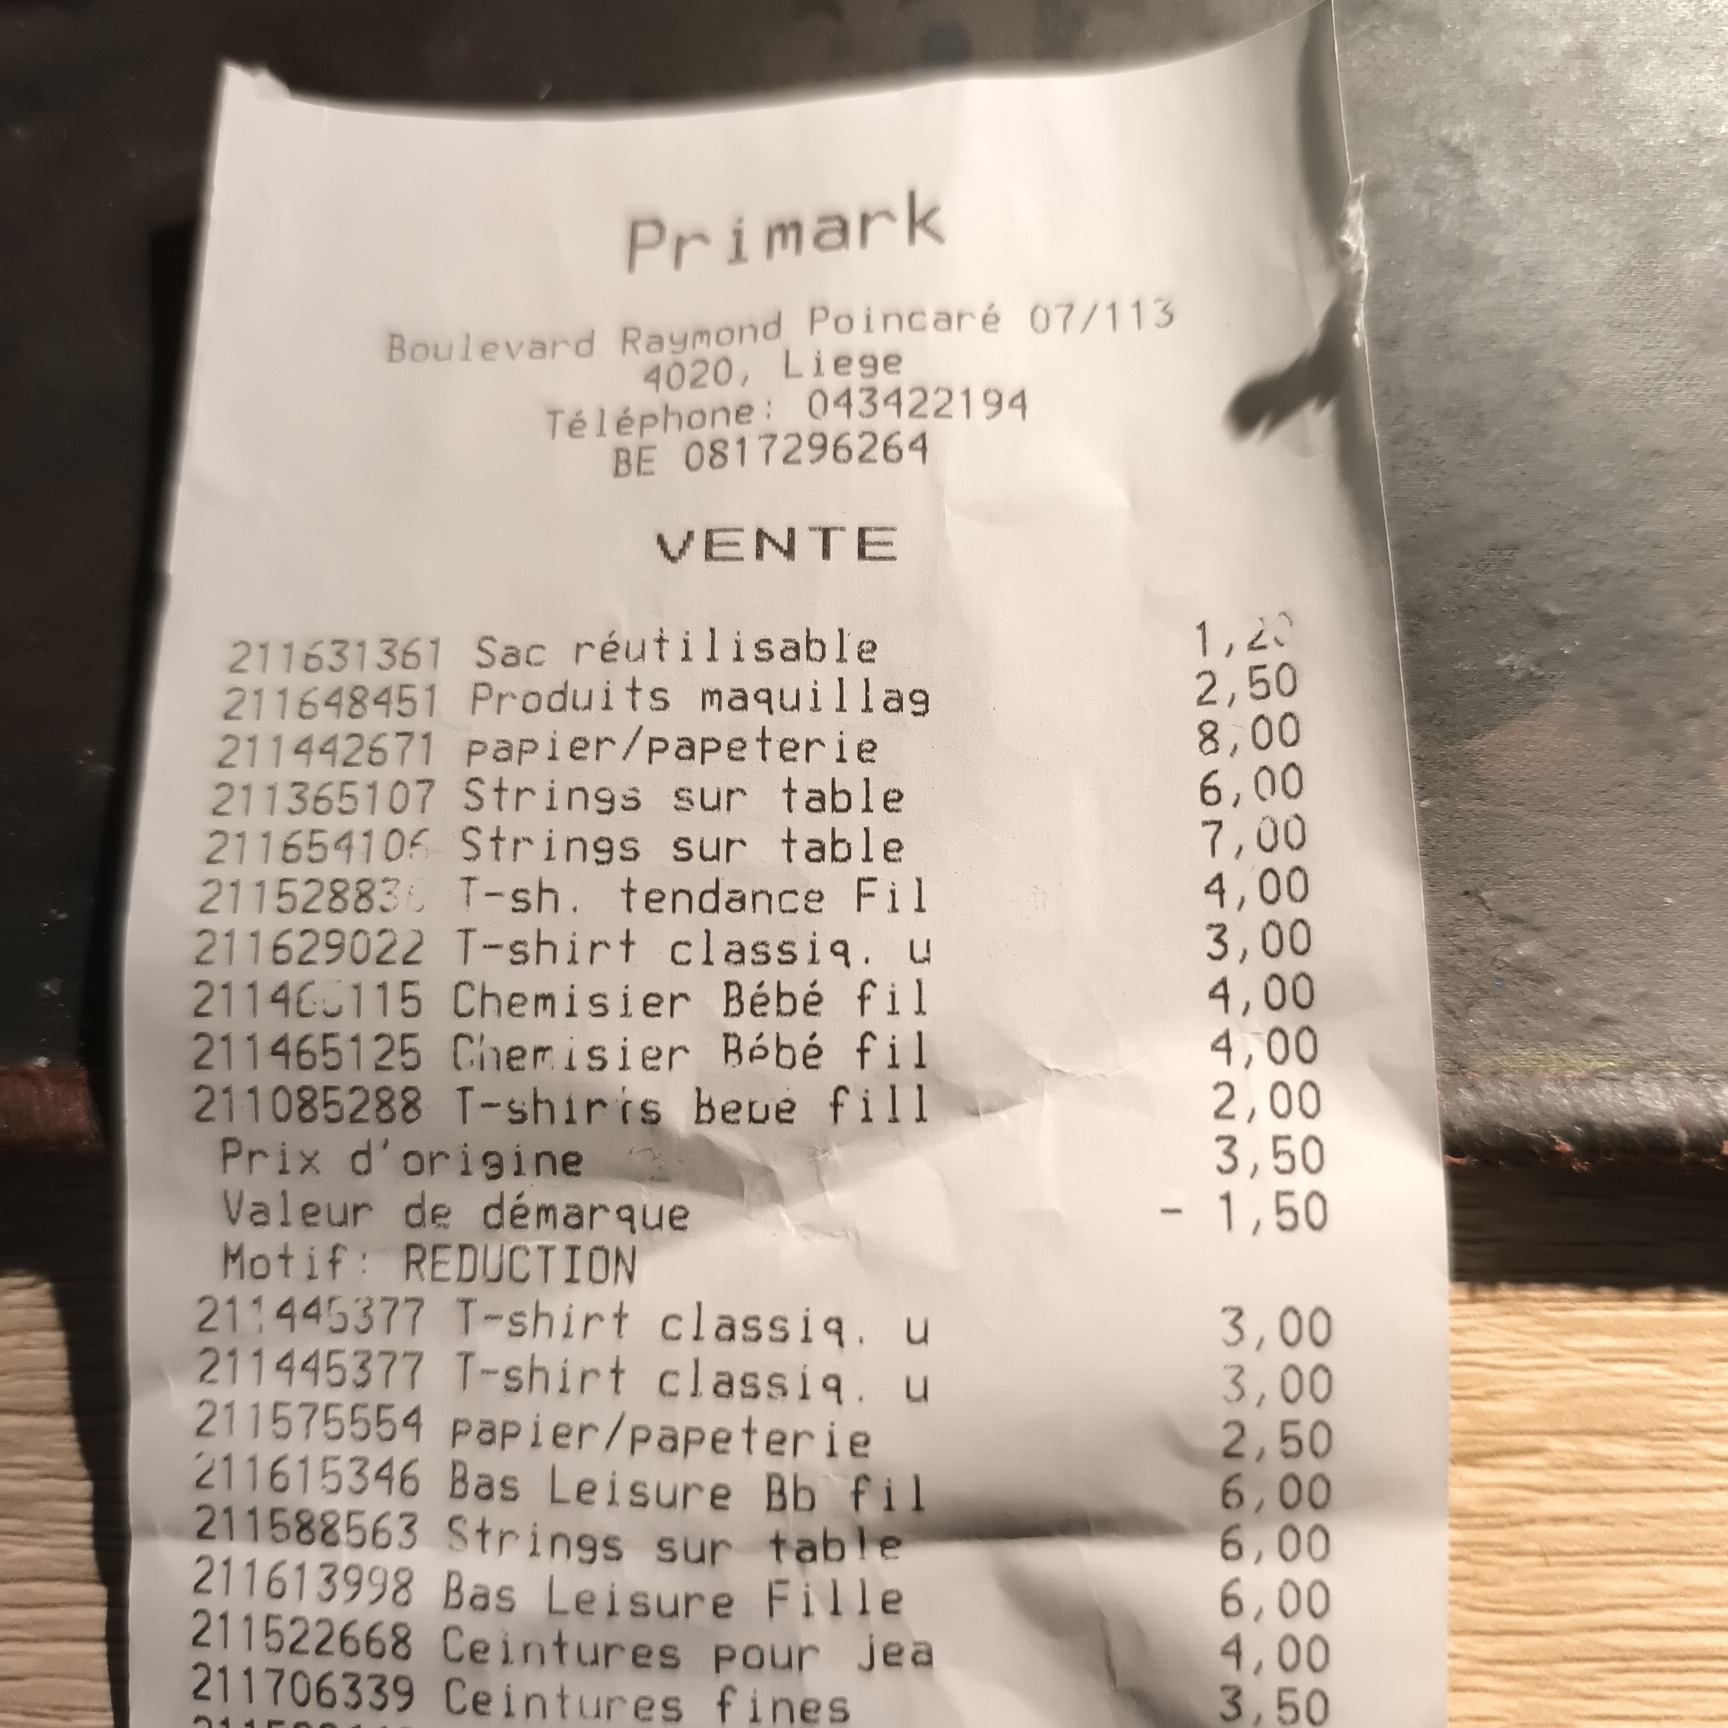 Primark
Boulevard Raymond Poincaré 07/113
4020, Liege
Téléphone: 043422194
BE 0817296264
VENTE
211631361 Sac réutilisable
211648451 Produits maquillag 2,50
211442671 papier/papeterie 8,00
211365107 Strings sur table 6,00
Strings sur table 7,00
T-sh. tendance Fil 4,00
211629022 T-shirt classiq. u 3,00
Chemisier Bébé fil 4,00
211465125 Chemisier Bébé fil 4,00
211085288 T-shirts bébé fill 2,00
Prix d'origine 3,50
Valeur de démarque - 1,50
Motif: REDUCTION
211445377 T-shirt classiq. u 3,00
211445377 T-shirt classiq. u 3,00
211575554 papier/papeterie 2,50
211615346 Bas Leisure Bb fil 6,00
211588563 Strings sur table 6,00
211613998 Bas Leisure Fille 6,00
211522668 Ceintures pour jea 4,00
211706339 Ceintures fines 3,50